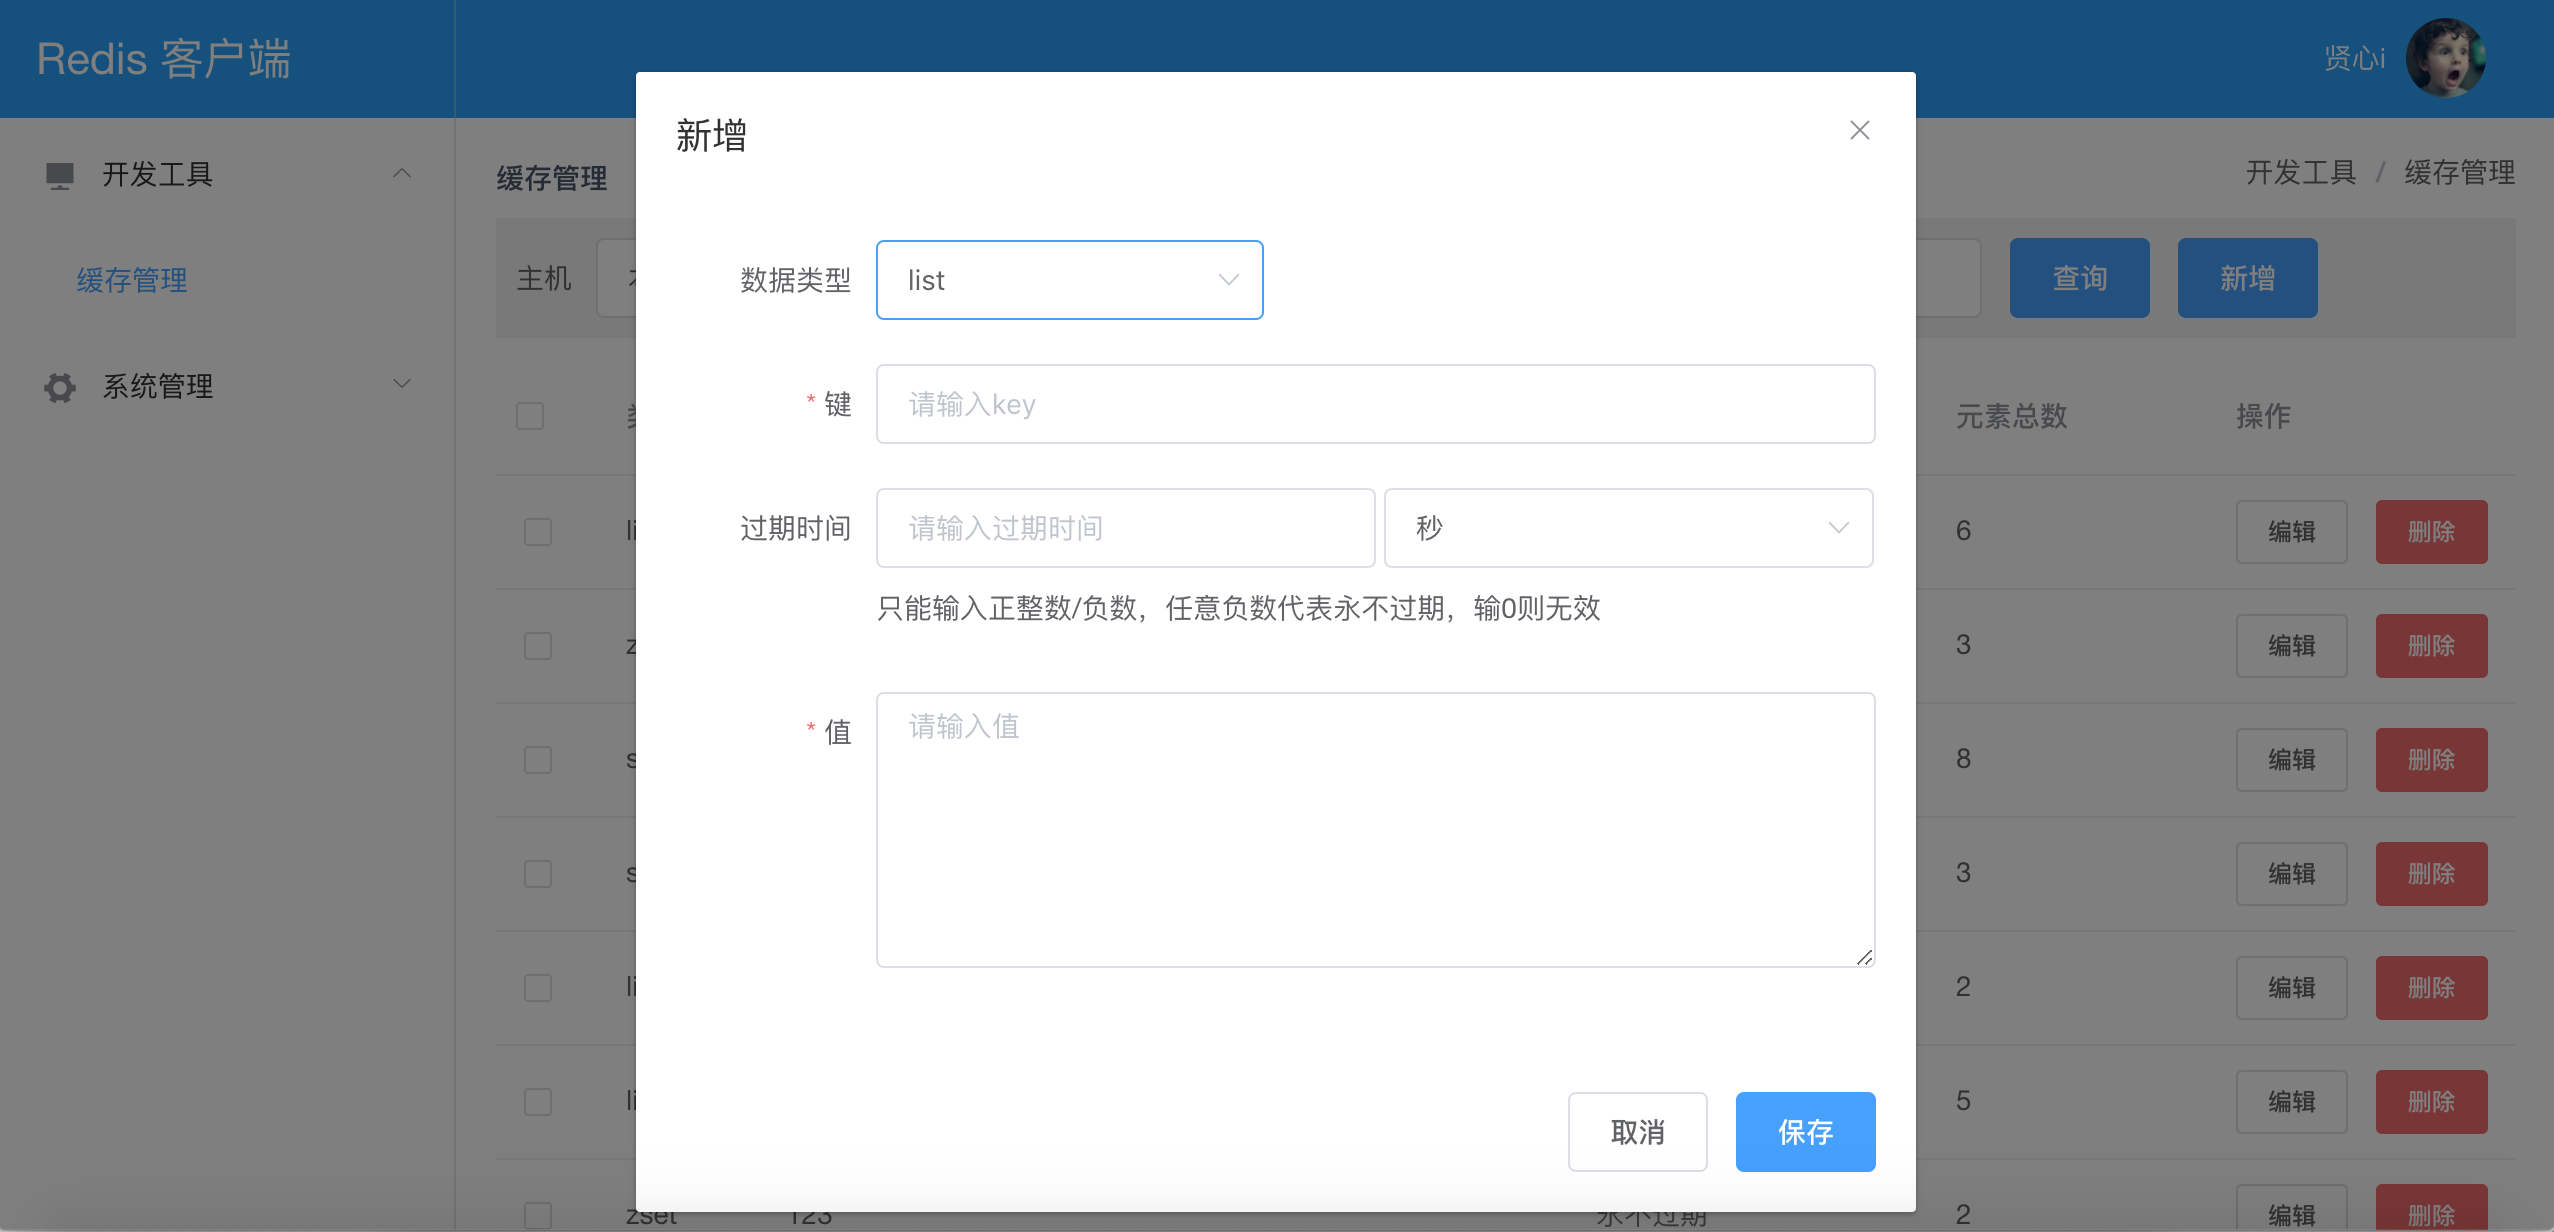 Redis 客户端
贤心i
开发工具
缓存管理
系统管理
缓存管理
开发工具 / 缓存管理
主机
查询
新增
元素总数
操作
6
编辑
删除
3
编辑
删除
8
编辑
删除
3
编辑
删除
2
编辑
删除
5
编辑
删除
zset
123
永不过期
2
编辑
删除
新增
数据类型
list
* 键
请输入key
过期时间
请输入过期时间
秒
只能输入正整数/负数，任意负数代表永不过期，输0则无效
* 值
请输入值
取消
保存